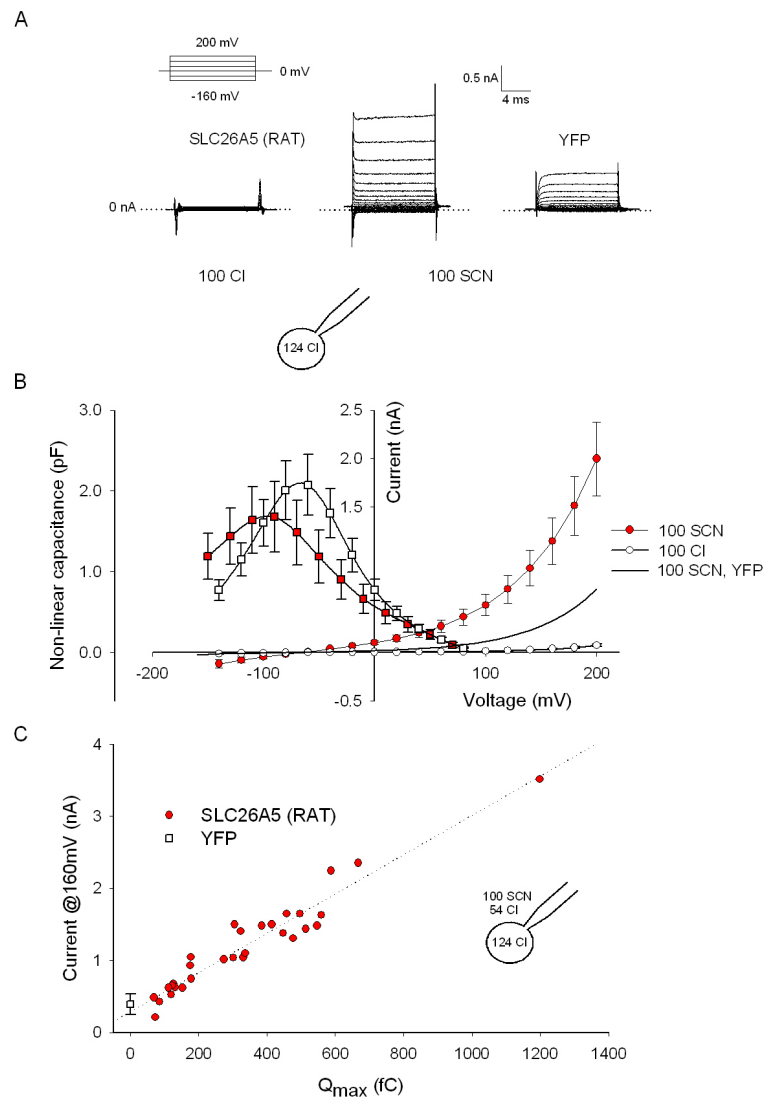 A
200 mV
0 mV
-160 mV
0.5 nA
4 ms
SLC26A5 (RAT)
YFP
0 nA
100 Cl
100 SCN
124 Cl
B
Non-linear capacitance (pF)
3.0
2.0
1.0
0.0
-200
-100
100
200
2.5
2.0
1.5
-0.5
Current (nA)
Voltage (mV)
100 SCN
100 Cl
100 SCN, YFP
C
Current @160mV (nA)
4
3
2
1
0
SLC26A5 (RAT)
YFP
100 SCN
54 Cl
124 Cl
0
200
400
600
800
1000
1200
1400
Qmax (fC)